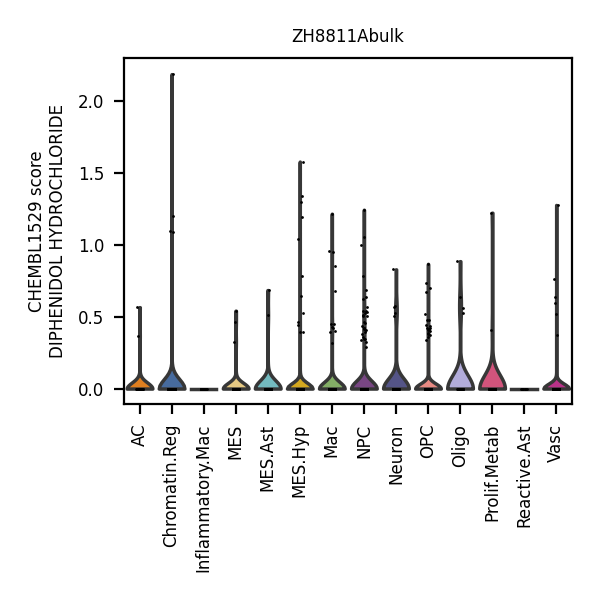 ZH8811Abulk
CHEMBL1529 score
DIPHENIDOL HYDROCHLORIDE
2.0
1.5
1.0
0.5
0.0
AC
Chromatin.Reg
Inflammatory.Mac
MES
MES.Ast
MES.Hyp
Mac
NPC
Neuron
OPC
Oligo
Prolif.Metab
Reactive.Ast
Vasc